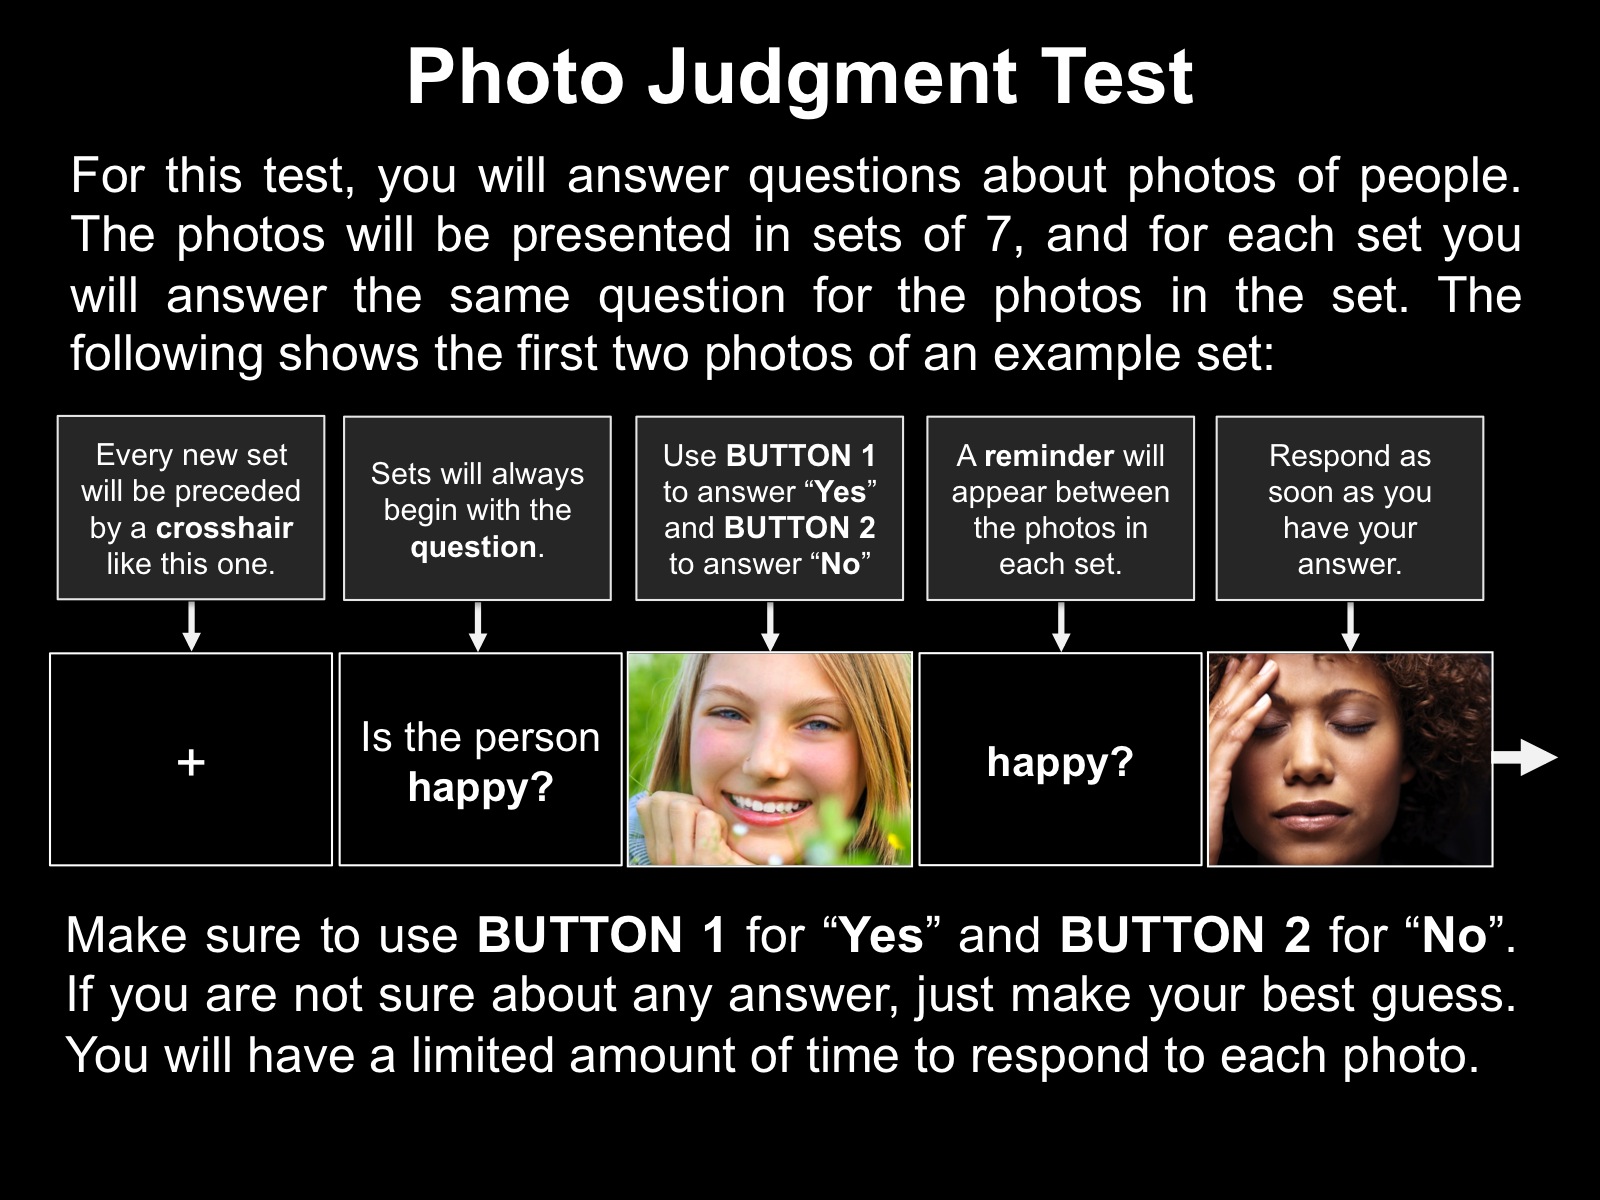 Photo Judgment Test
For this test, you will answer questions about photos of people.
The photos will be presented in sets of 7, and for each set you
will answer the same question for the photos in the set. The
following shows the first two photos of an example set:
Every new set
will be preceded
by a crosshair
like this one.
Sets will always
begin with the
question.
Use BUTTON 1
to answer “Yes”
and BUTTON 2
to answer “No”
A reminder will
appear between
the photos in
each set.
Respond as
soon as you
have your
answer.
+
Is the person
happy?
happy?
Make sure to use BUTTON 1 for “Yes” and BUTTON 2 for “No”.
If you are not sure about any answer, just make your best guess.
You will have a limited amount of time to respond to each photo.